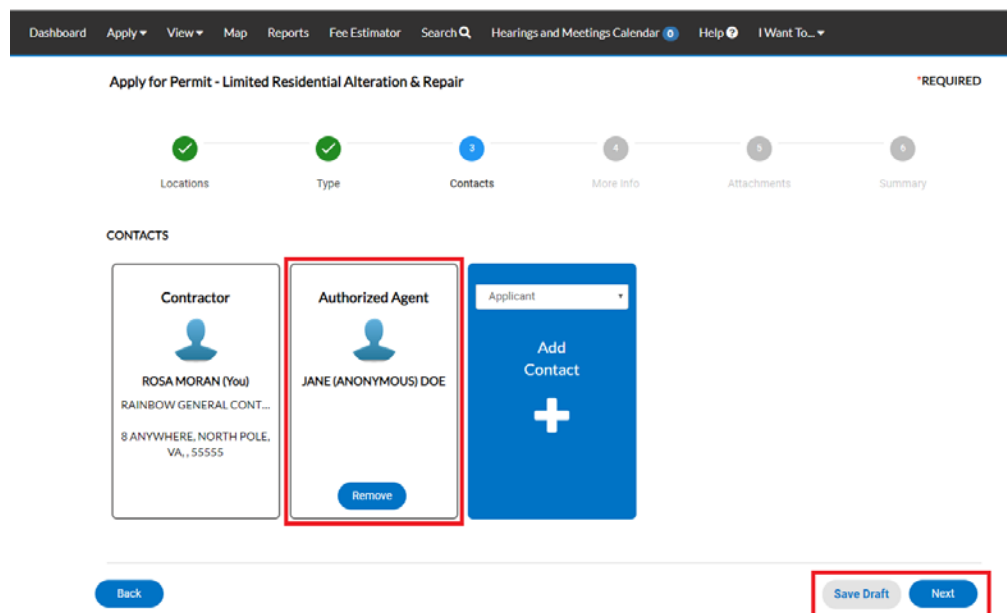 Dashboard Apply View Map Reports Fee Estimator Search Hearings and Meetings Calendar 0 Help ? I Want To...
Apply for Permit - Limited Residential Alteration & Repair
*REQUIRED
3 4 5 6
Locations Type Contacts More Info Attachments Summary
CONTACTS
Contractor
ROSA MORAN (You)
RAINBOW GENERAL CONT...
8 ANYWHERE, NORTH POLE,
VA, , 55555
Authorized Agent
JANE (ANONYMOUS) DOE
Remove
Applicant
Add
Contact
Back
Save Draft Next